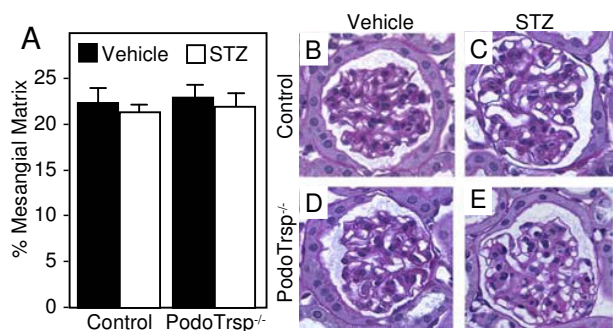 A
Vehicle STZ
% Mesangial Matrix
25
20
15
10
5
0
Control PodoTrsp-/-
Vehicle STZ
Control
PodoTrsp-/-
B
C
D
E